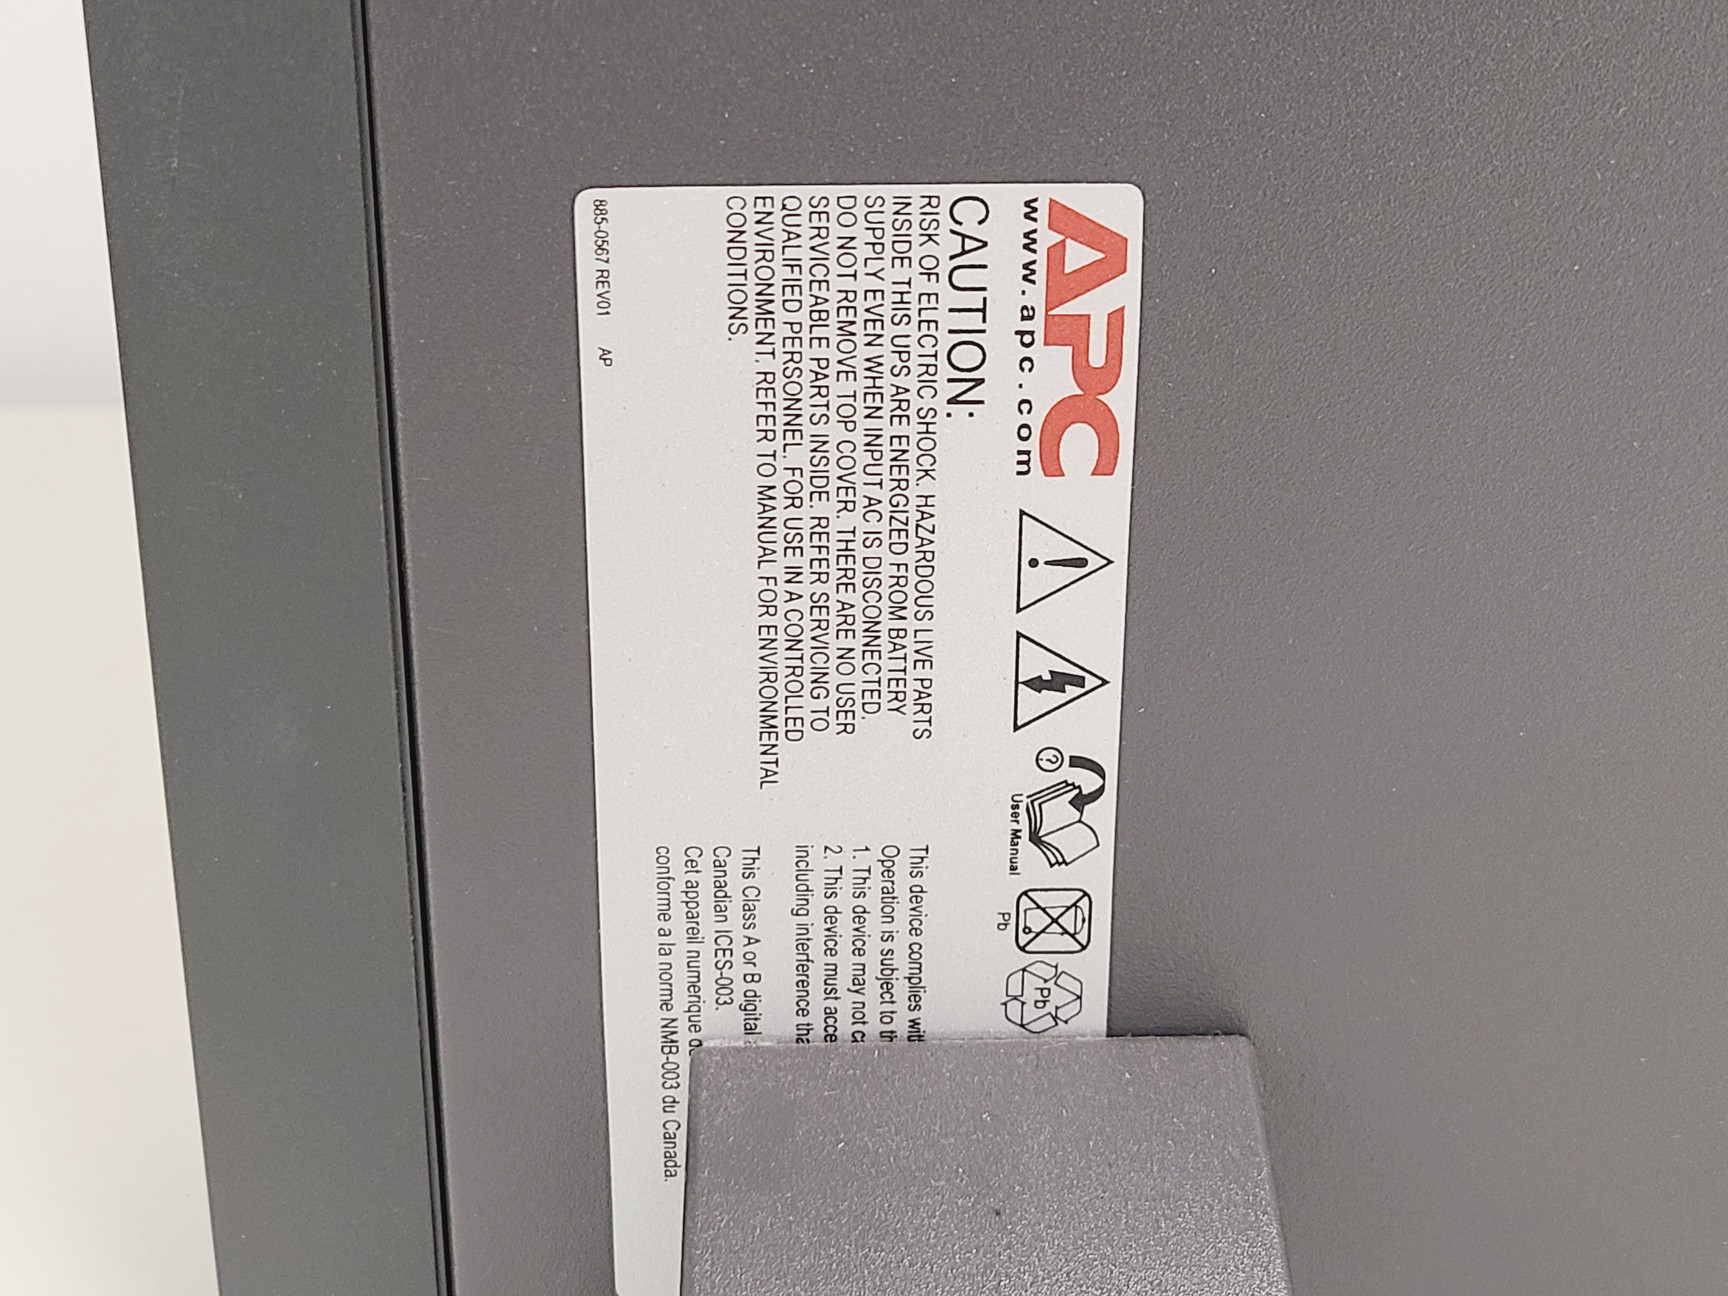 APC
www.apc.com
User Manual
Pb
Pb
CAUTION:
RISK OF ELECTRIC SHOCK. HAZARDOUS LIVE PARTS
INSIDE THIS UPS ARE ENERGIZED FROM BATTERY
SUPPLY EVEN WHEN INPUT AC IS DISCONNECTED.
DO NOT REMOVE TOP COVER. THERE ARE NO USER
SERVICEABLE PARTS INSIDE. REFER SERVICING TO
QUALIFIED PERSONNEL. FOR USE IN A CONTROLLED
ENVIRONMENT. REFER TO MANUAL FOR ENVIRONMENTAL
CONDITIONS.
This device complies
Operation is subject to
1. This device may not
2. This device must
including interference
This Class A or B digital
Canadian ICES-003.
Cet appareil numerique
conforme a la norme NMB-003 du Canada.
885-0567 REV01 AP